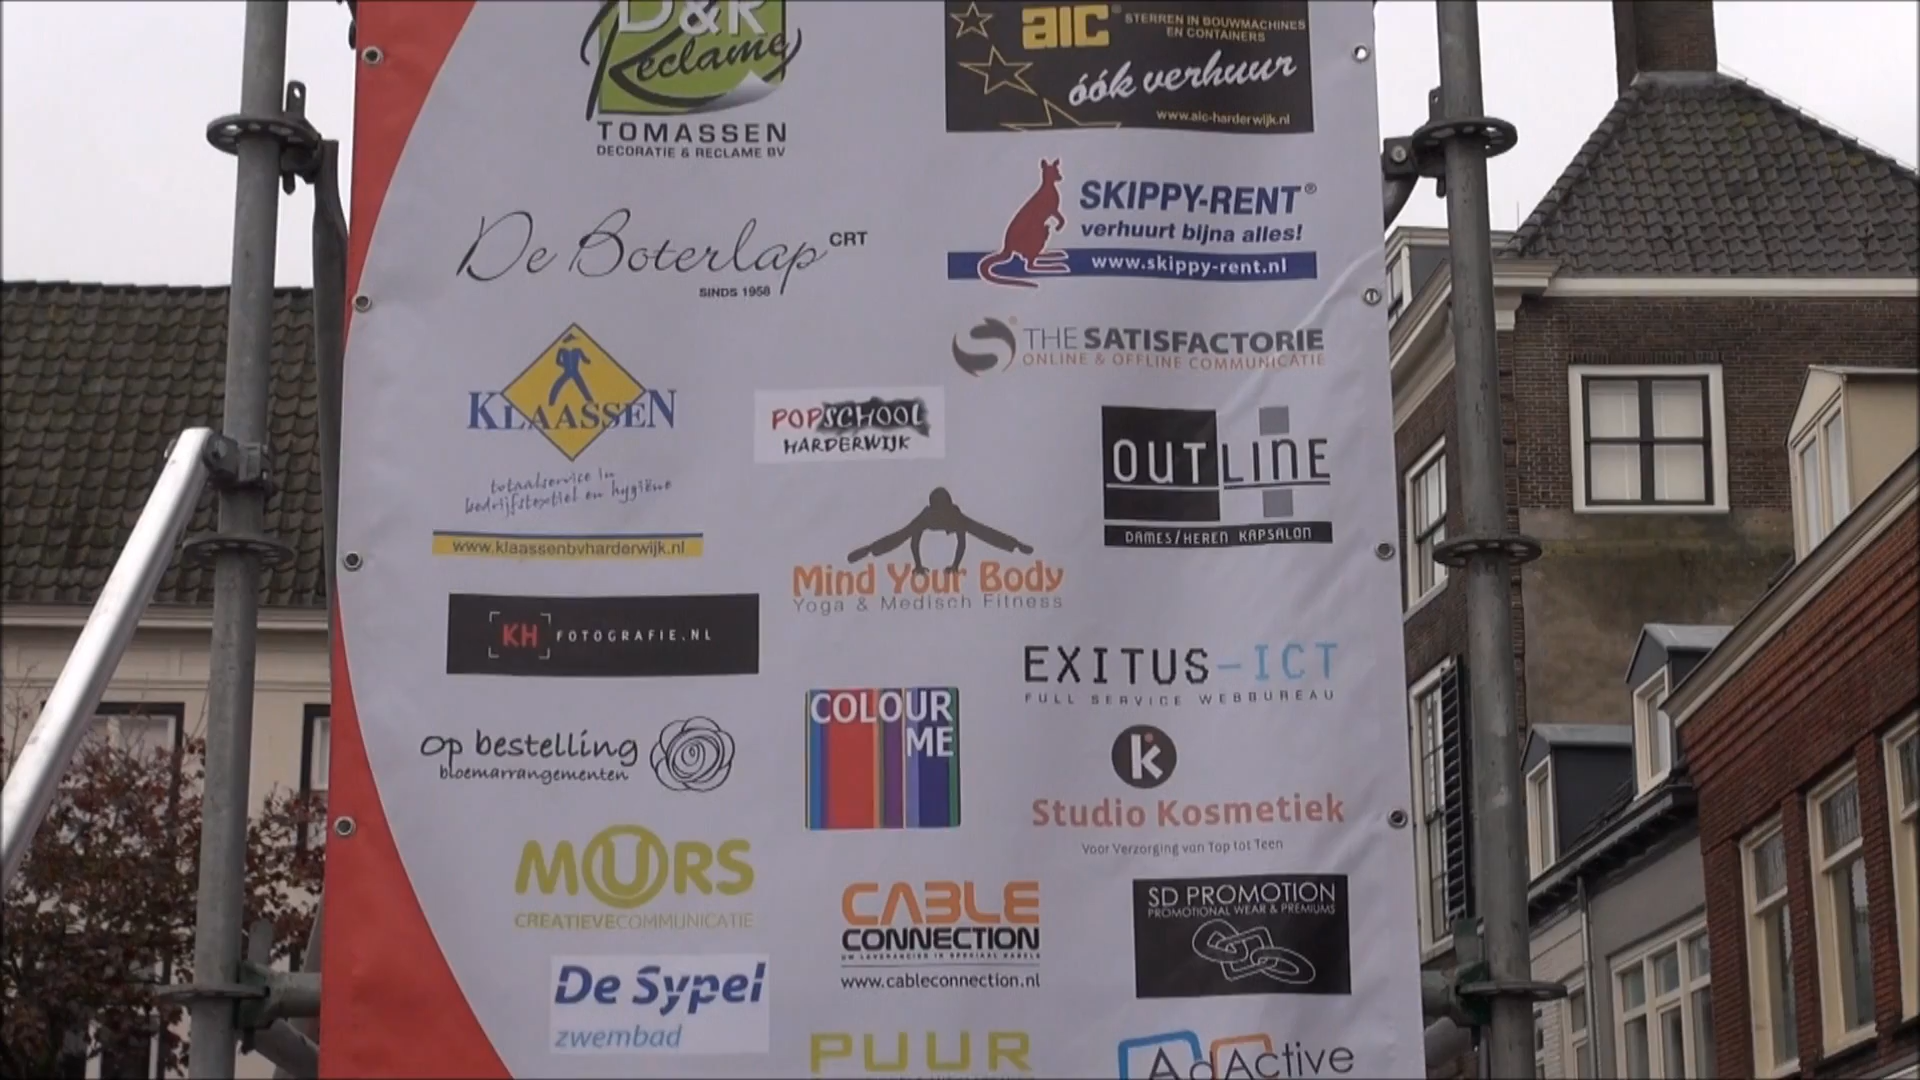 D&R
Reclame
TOMASSEN
DECORATIE & RECLAME BV
aic® STERREN IN BOUWMACHINES
EN CONTAINERS
óók verhuur
www.aic-harderwijk.nl
De Boterlap CRT
SINDS 1958
SKIPPY-RENT®
verhuurt bijna alles!
www.skippy-rent.nl
THE SATISFACTORIE
ONLINE & OFFLINE COMMUNICATIE
KLAASSEN
totaalservice in
bedrijfstextiel en hygiëne
www.klaassenbvharderwijk.nl
POPSCHOOL
HARDERWIJK
OUTLINE
DAMES/HEREN KAPSALON
Mind Your Body
Yoga & Medisch Fitness
KH FOTOGRAFIE.NL
EXITUS-ICT
FULL SERVICE WEBBUREAU
Op bestelling
bloemarrangementen
COLOUR
ME
k
Studio Kosmetiek
Voor Verzorging van Top tot Teen
MURS
CREATIEVECOMMUNICATIE
CABLE
CONNECTION
UW LEVERANCIER IN SPECIAAL KABELS
www.cableconnection.nl
SD PROMOTION
PROMOTIONAL WEAR & PREMIUMS
De Sypel
zwembad
PUUR
AdActive